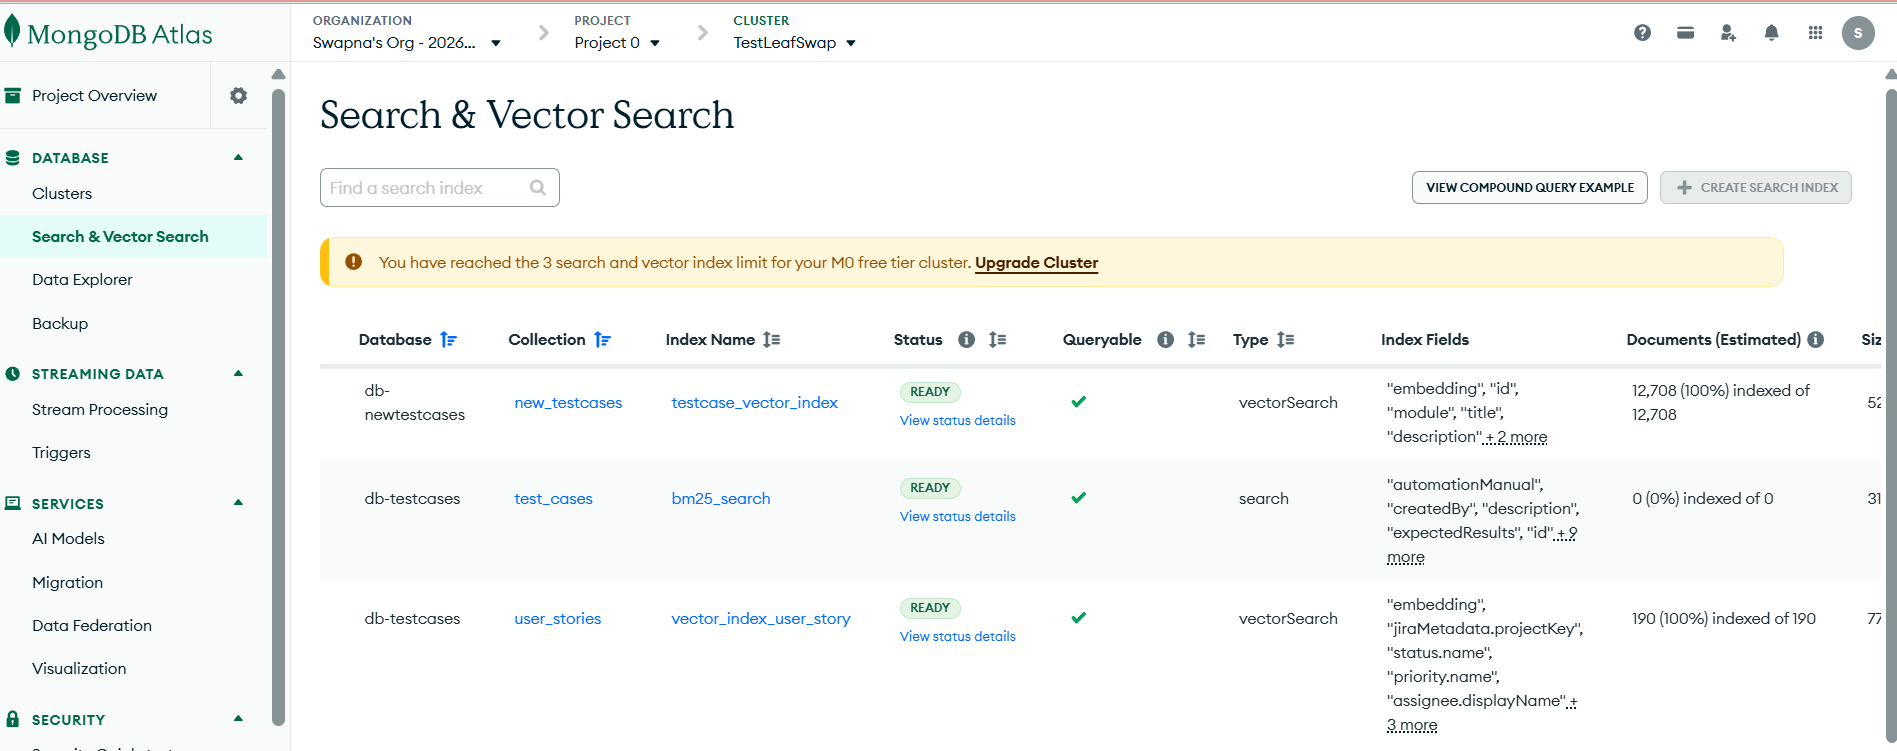 MongoDB Atlas
ORGANIZATION
Swapna's Org - 2026...
PROJECT
Project 0
CLUSTER
TestLeafSwap
S
Project Overview
DATABASE
Clusters
Search & Vector Search
Data Explorer
Backup
STREAMING DATA
Stream Processing
Triggers
SERVICES
AI Models
Migration
Data Federation
Visualization
SECURITY
Search & Vector Search
Find a search index
VIEW COMPOUND QUERY EXAMPLE
CREATE SEARCH INDEX
You have reached the 3 search and vector index limit for your M0 free tier cluster. Upgrade Cluster
Database Collection Index Name Status Queryable Type Index Fields Documents (Estimated) Siz
db-
newtestcases
new_testcases
testcase_vector_index
READY
View status details
vectorSearch
"embedding", "id",
"module", "title",
"description" + 2 more
12,708 (100%) indexed of
12,708
52
db-testcases
test_cases
bm25_search
READY
View status details
search
"automationManual",
"createdBy", "description",
"expectedResults", "id" + 9
more
0 (0%) indexed of 0
31
db-testcases
user_stories
vector_index_user_story
READY
View status details
vectorSearch
"embedding",
"jiraMetadata.projectKey",
"status.name",
"priority.name",
"assignee.displayName" +
3 more
190 (100%) indexed of 190
77